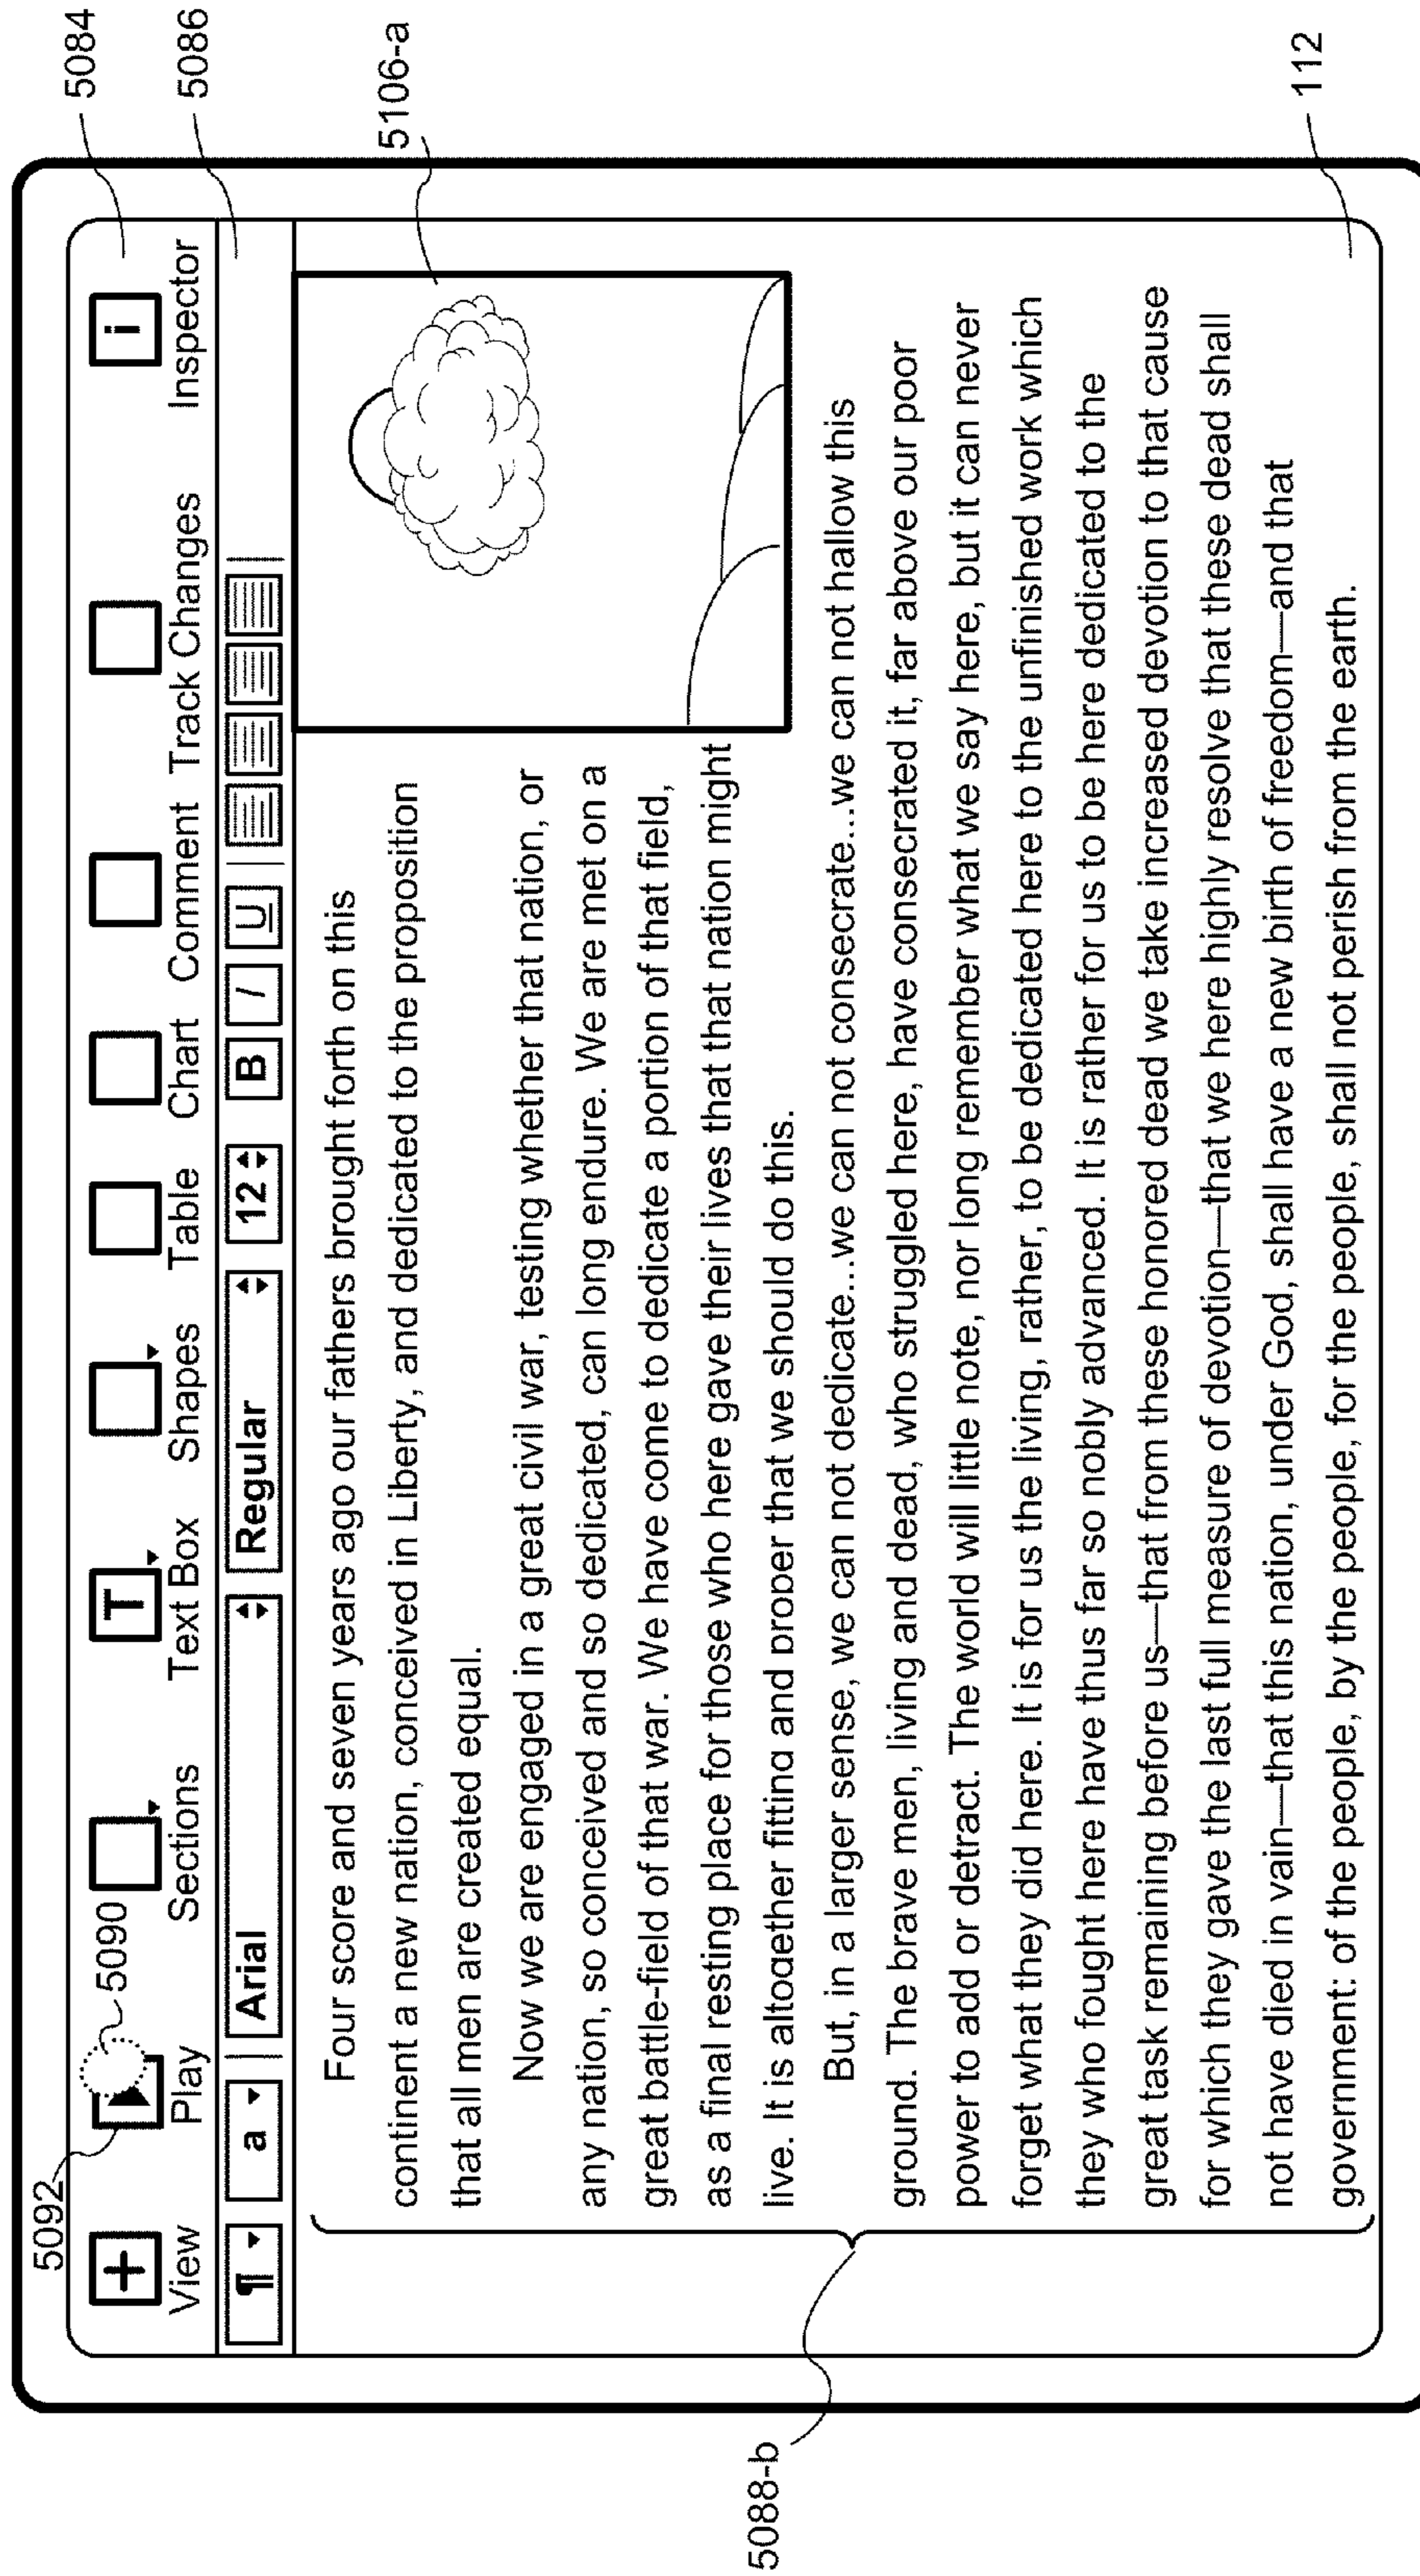 5092
5090
5084
+
T
i
View
Play
Sections
Text Box
Shapes
Table
Chart
Comment
Track Changes
Inspector
5086
¶ a Arial Regular 12 B I U
5106-a
Four score and seven years ago our fathers brought forth on this
continent a new nation, conceived in Liberty, and dedicated to the proposition
that all men are created equal.
Now we are engaged in a great civil war, testing whether that nation, or
any nation, so conceived and so dedicated, can long endure. We are met on a
great battle-field of that war. We have come to dedicate a portion of that field,
as a final resting place for those who here gave their lives that that nation might
live. It is altogether fitting and proper that we should do this.
But, in a larger sense, we can not dedicate...we can not consecrate...we can not hallow this
ground. The brave men, living and dead, who struggled here, have consecrated it, far above our poor
power to add or detract. The world will little note, nor long remember what we say here, but it can never
forget what they did here. It is for us the living, rather, to be dedicated here to the unfinished work which
they who fought here have thus far so nobly advanced. It is rather for us to be here dedicated to the
great task remaining before us—that from these honored dead we take increased devotion to that cause
for which they gave the last full measure of devotion—that we here highly resolve that these dead shall
not have died in vain—that this nation, under God, shall have a new birth of freedom—and that
government: of the people, by the people, for the people, shall not perish from the earth.
5088-b
112